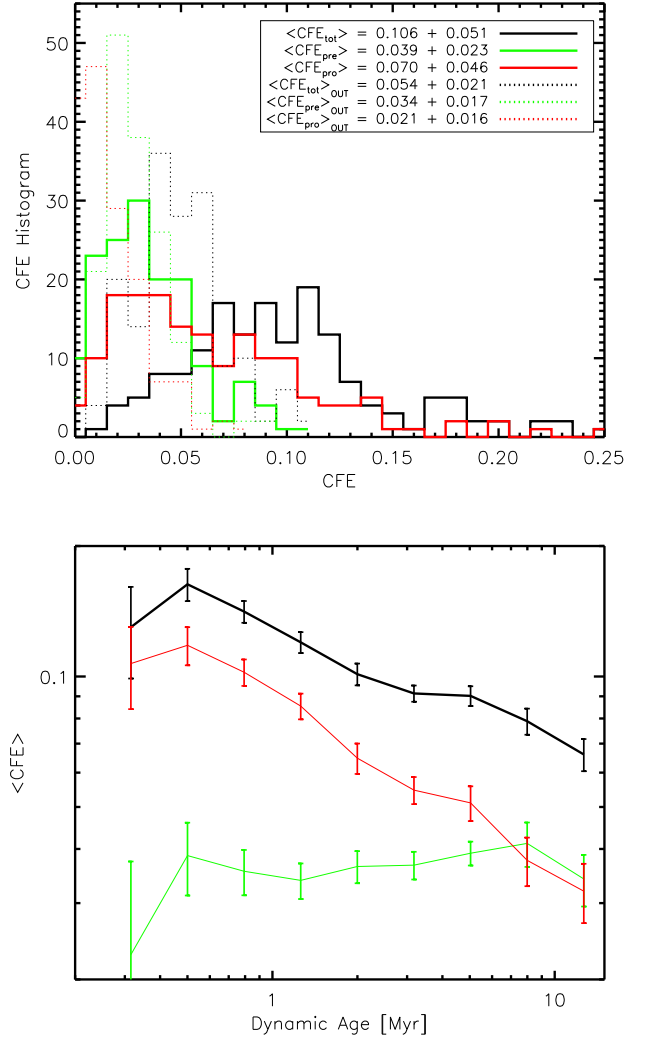 <CFE_tot> = 0.106 + 0.051
<CFE_pre> = 0.039 + 0.023
<CFE_pro> = 0.070 + 0.046
<CFE_tot>_OUT = 0.054 + 0.021
<CFE_pre>_OUT = 0.034 + 0.017
<CFE_pro>_OUT = 0.021 + 0.016
50
40
30
20
10
0
CFE Histogram
0.00 0.05 0.10 0.15 0.20 0.25
CFE
0.1
<CFE>
1 10
Dynamic Age [Myr]